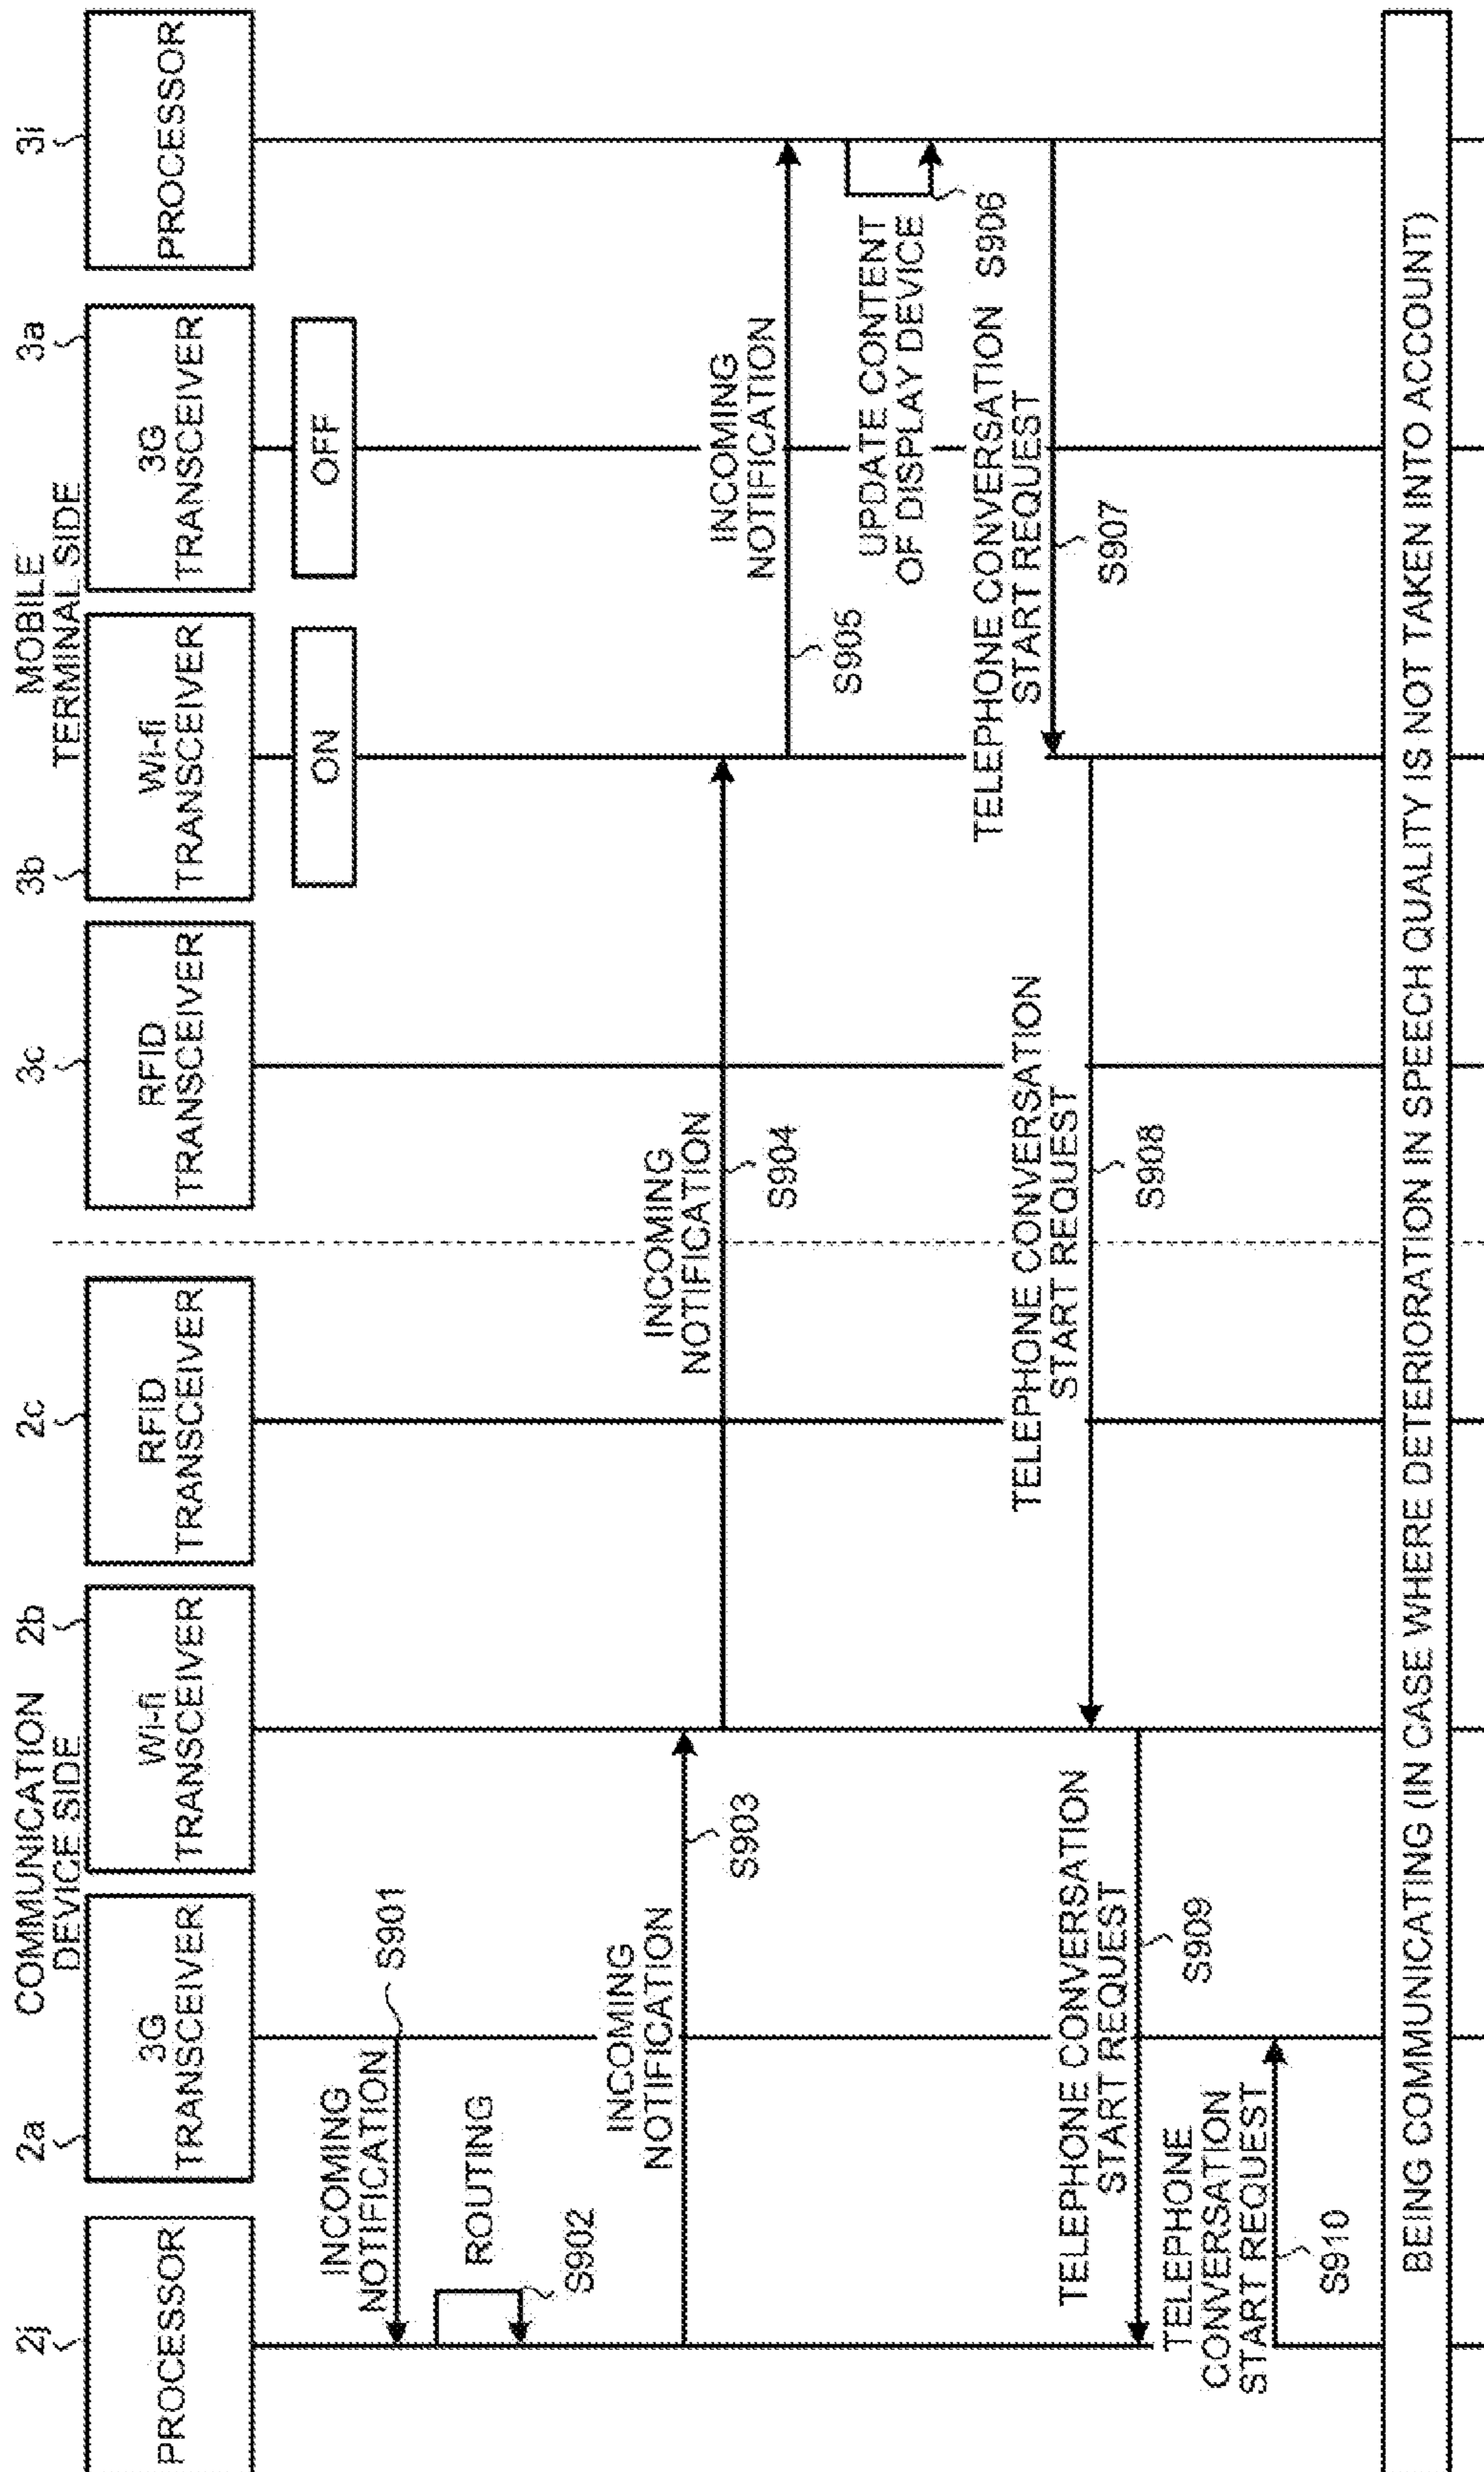 COMMUNICATION
DEVICE SIDE
MOBILE
TERMINAL SIDE
2j
2a
2b
2c
3c
3b
3a
3i
PROCESSOR
3G
TRANSCEIVER
Wi-fi
TRANSCEIVER
RFID
TRANSCEIVER
RFID
TRANSCEIVER
Wi-fi
TRANSCEIVER
3G
TRANSCEIVER
PROCESSOR
ON
OFF
INCOMING
NOTIFICATION
S901
ROUTING
S902
INCOMING
NOTIFICATION
S903
INCOMING
NOTIFICATION
S904
INCOMING
NOTIFICATION
S905
UPDATE CONTENT
OF DISPLAY DEVICE
S906
TELEPHONE CONVERSATION
START REQUEST
S907
TELEPHONE CONVERSATION
START REQUEST
S908
TELEPHONE CONVERSATION
START REQUEST
S909
TELEPHONE
CONVERSATION
START REQUEST
S910
BEING COMMUNICATING (IN CASE WHERE DETERIORATION IN SPEECH QUALITY IS NOT TAKEN INTO ACCOUNT)